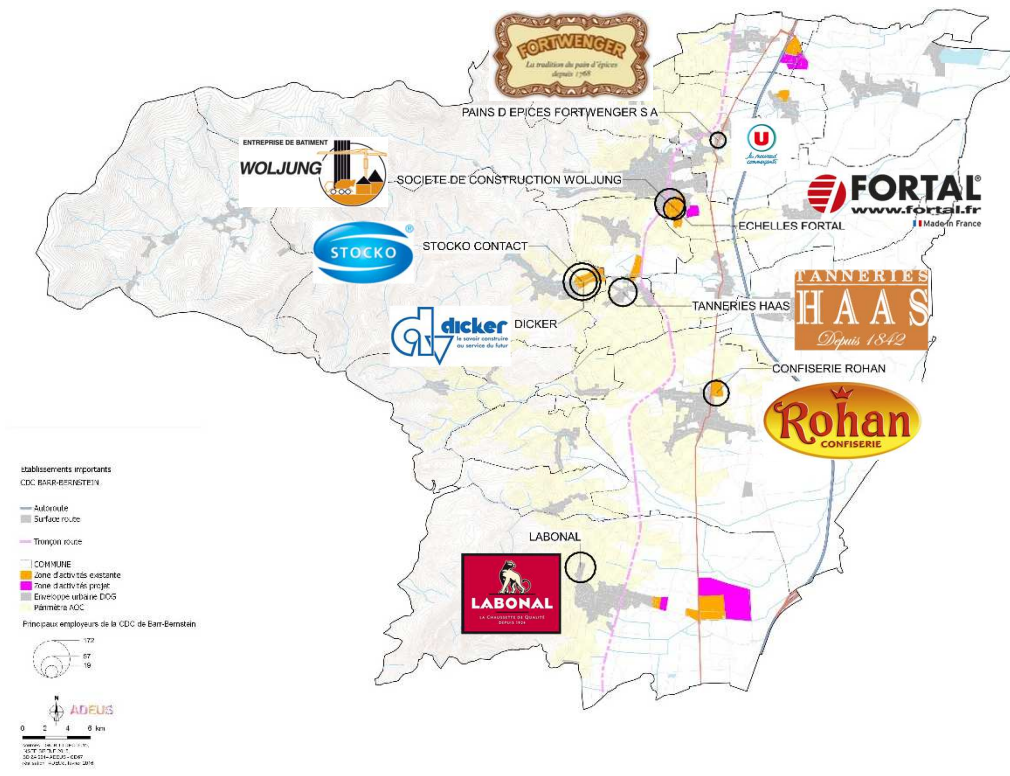 FORTWENGER
La tradition du pain d'épices
depuis 1768
PAINS D EPICES FORTWENGER S A
U
ENTREPRISE DE BATIMENT
WOLJUNG
SOCIETE DE CONSTRUCTION WOLJUNG
FORTAL®
www.fortal.fr
Made in France
ECHELLES FORTAL
STOCKO®
STOCKO CONTACT
TANNERIES
HAAS
Depuis 1842
TANNERIES HAAS
dicker
le savoir construire
au service du futur
DICKER
CONFISERIE ROHAN
Rohan
CONFISERIE
LABONAL
LABONAL
LA CHAUSSETTE DE QUALITÉ
DEPUIS 1924
Etablissements importants
CDC BARR-BERNSTEIN
Autoroute
Surface route
Tronçon route
COMMUNE
Zone d'activités existante
Zone d'activités projet
Enveloppe urbaine DOG
Périmètre AOC
Principaux employeurs de la CDC de Barr-Bernstein
172
67
19
N
ADEUS
0 2 4 6 km